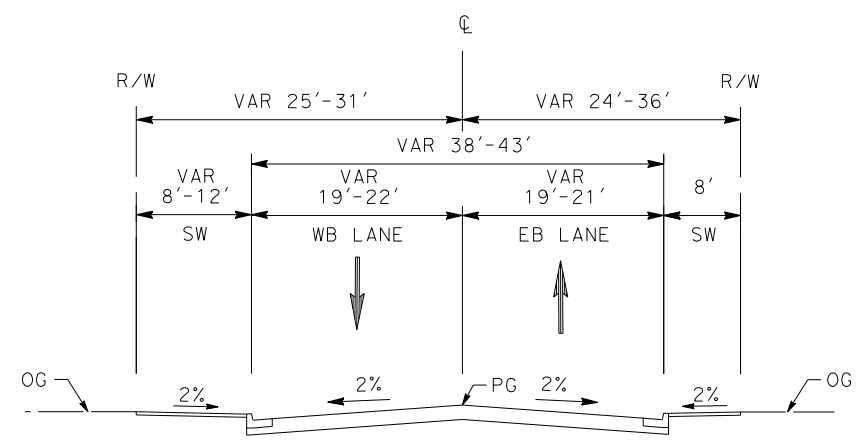 ℄
R/W
R/W
VAR 25'-31'
VAR 24'-36'
VAR 38'-43'
VAR
8'-12'
VAR
19'-22'
VAR
19'-21'
8'
SW
WB LANE
EB LANE
SW
OG
2%
2%
PG
2%
2%
OG